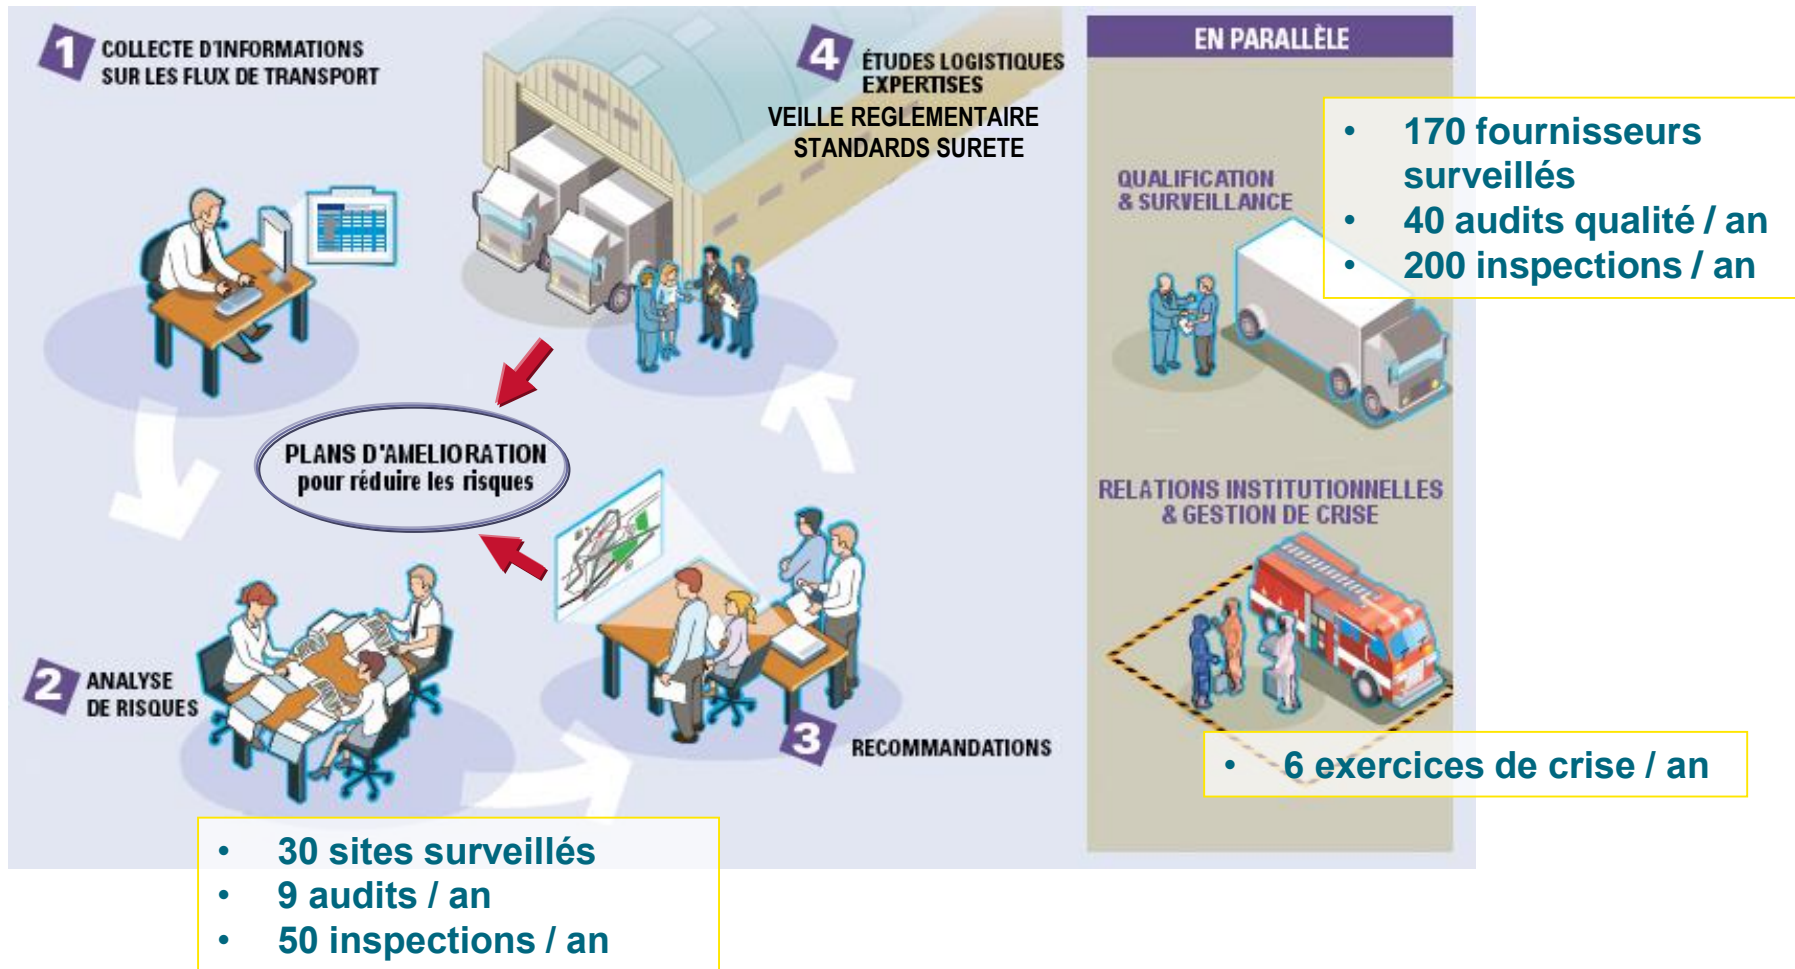 1
COLLECTE D'INFORMATIONS
SUR LES FLUX DE TRANSPORT
4
ÉTUDES LOGISTIQUES
EXPERTISES
VEILLE REGLEMENTAIRE
STANDARDS SURETE
PLANS D'AMELIORATION
pour réduire les risques
2
ANALYSE
DE RISQUES
3
RECOMMANDATIONS
• 30 sites surveillés
• 9 audits / an
• 50 inspections / an
EN PARALLÈLE
QUALIFICATION
& SURVEILLANCE
• 170 fournisseurs
surveillés
• 40 audits qualité / an
• 200 inspections / an
RELATIONS INSTITUTIONNELLES
& GESTION DE CRISE
• 6 exercices de crise / an